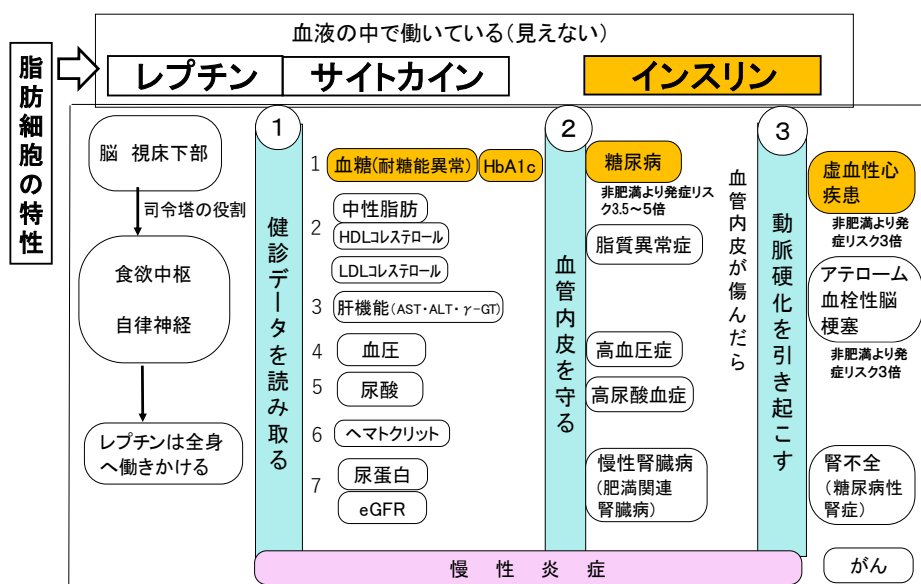 血液の中で働いている(見えない)
脂肪細胞の特性
レプチン
サイトカイン
インスリン
脳 視床下部
司令塔の役割
食欲中枢
自律神経
レプチンは全身
へ働きかける
1
健診データを読み取る
1
血糖(耐糖能異常)
HbA1c
2
中性脂肪
HDLコレステロール
LDLコレステロール
3
肝機能(AST・ALT・γ-GT)
4
血圧
5
尿酸
6
ヘマトクリット
7
尿蛋白
eGFR
2
血管内皮を守る
糖尿病
非肥満より発症リス
ク3.5~5倍
脂質異常症
高血圧症
高尿酸血症
慢性腎臓病
(肥満関連
腎臓病)
血管内皮が傷んだら
3
動脈硬化を引き起こす
虚血性心
疾患
非肥満より発
症リスク3倍
アテローム
血栓性脳
梗塞
非肥満より発
症リスク3倍
腎不全
(糖尿病性
腎症)
がん
慢性炎症